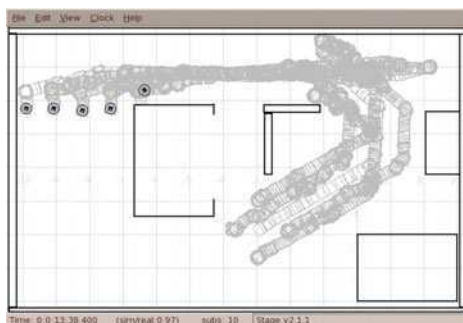 File Edit View Clock Help
Time: 0:0:13:38.400 (sim/real:0.97) subs: 10 Stage v2.1.1